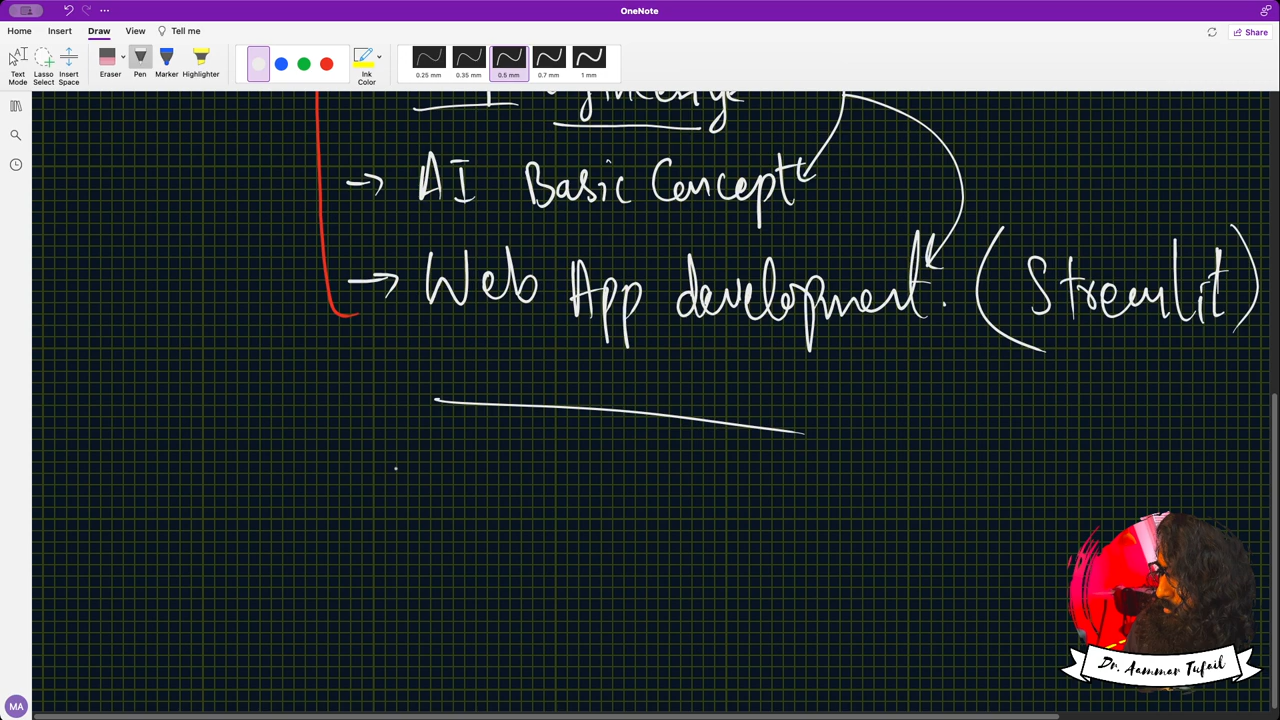 OneNote
Home Insert Draw View Tell me Share
Text Mode Lasso Select Insert Space Eraser Pen Marker Highlighter Ink Color 0.25 mm 0.35 mm 0.5 mm 0.7 mm 1 mm
→ AI Basic Concept
→ Web App development. (Streamlit)
Dr. Aammar Tufail
MA